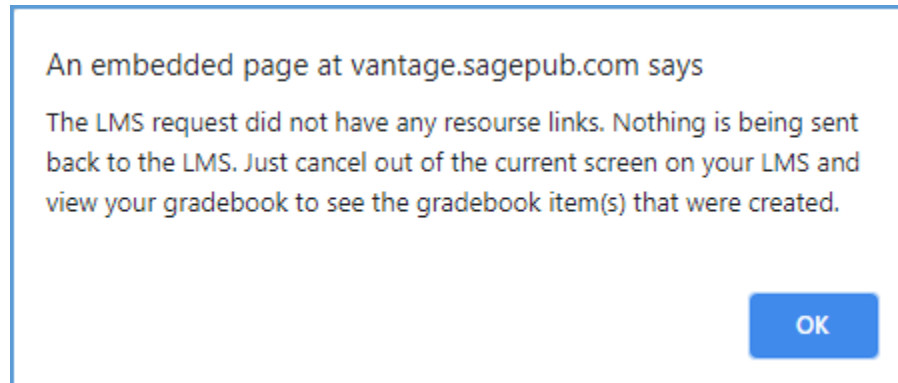 An embedded page at vantage.sagepub.com says
The LMS request did not have any resourse links. Nothing is being sent
back to the LMS. Just cancel out of the current screen on your LMS and
view your gradebook to see the gradebook item(s) that were created.
OK